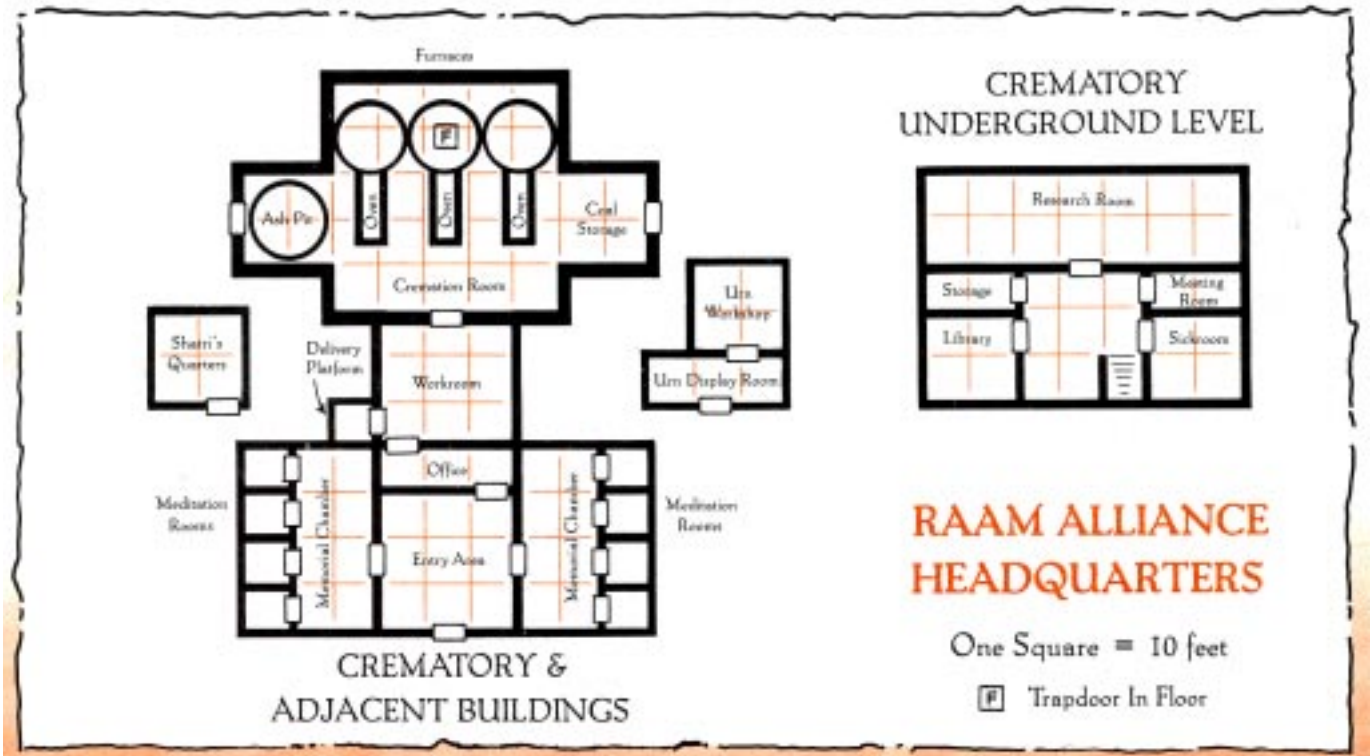 Furnaces
F
Ash Pit
Oven
Oven
Oven
Coal
Storage
Cremation Room
Urn
Workshop
Urn Display Room
Delivery
Platform
Workroom
Quarters
Office
Meditation
Rooms
Memorial Chamber
Entry Area
Memorial Chamber
Meditation
Rooms
CREMATORY &
ADJACENT BUILDINGS
CREMATORY
UNDERGROUND LEVEL
Research Room
Storage
Meeting
Room
Library
Sickroom
RAAM ALLIANCE
HEADQUARTERS
One Square = 10 feet
F Trapdoor In Floor